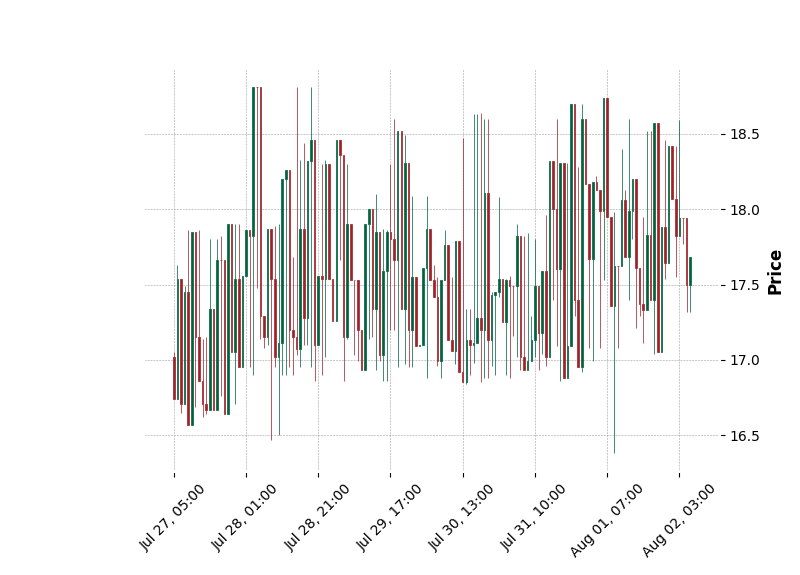 18.5
18.0
17.5
17.0
16.5
Price
Jul 27, 05:00
Jul 28, 01:00
Jul 28, 21:00
Jul 29, 17:00
Jul 30, 13:00
Jul 31, 10:00
Aug 01, 07:00
Aug 02, 03:00